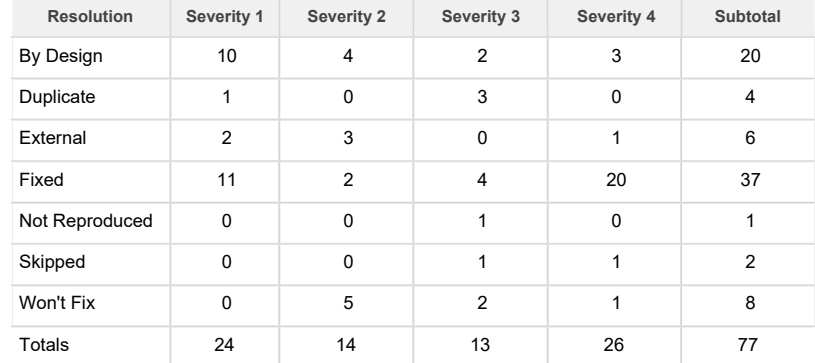 Resolution Severity 1 Severity 2 Severity 3 Severity 4 Subtotal
By Design 10 4 2 3 20
Duplicate 1 0 3 0 4
External 2 3 0 1 6
Fixed 11 2 4 20 37
Not Reproduced 0 0 1 0 1
Skipped 0 0 1 1 2
Won't Fix 0 5 2 1 8
Totals 24 14 13 26 77